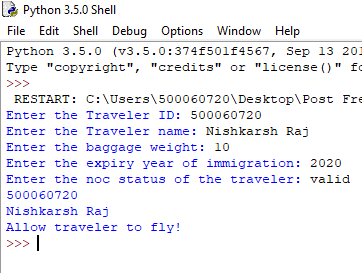 Python 3.5.0 Shell
File Edit Shell Debug Options Window Help
Python 3.5.0 (v3.5.0:374f501f4567, Sep 13
Type "copyright", "credits" or "license()"
>>>
RESTART: C:\Users\500060720\Desktop\Post
Enter the Traveler ID: 500060720
Enter the Traveler name: Nishkarsh Raj
Enter the baggage weight: 10
Enter the expiry year of immigration: 2020
Enter the noc status of the traveler: valid
500060720
Nishkarsh Raj
Allow traveler to fly!
>>>